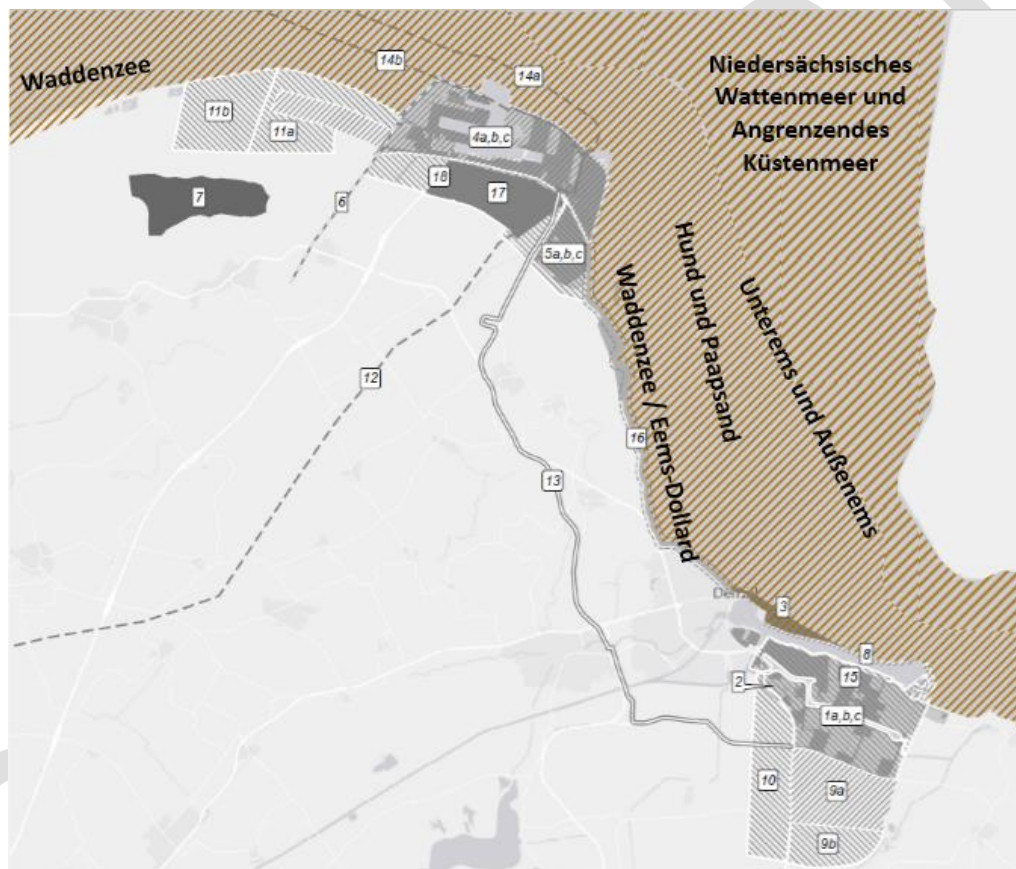 Waddenzee
14b
14a
Niedersächsisches
Wattenmeer und
Angrenzendes
Küstenmeer
11b
11a
4a,b,c
18
17
7
6
5a,b,c
Waddenzee / Eems-Dollard
Hund und Paapsand
Unterems und Außenems
12
16
13
3
8
2
15
1a,b,c
10
9a
9b